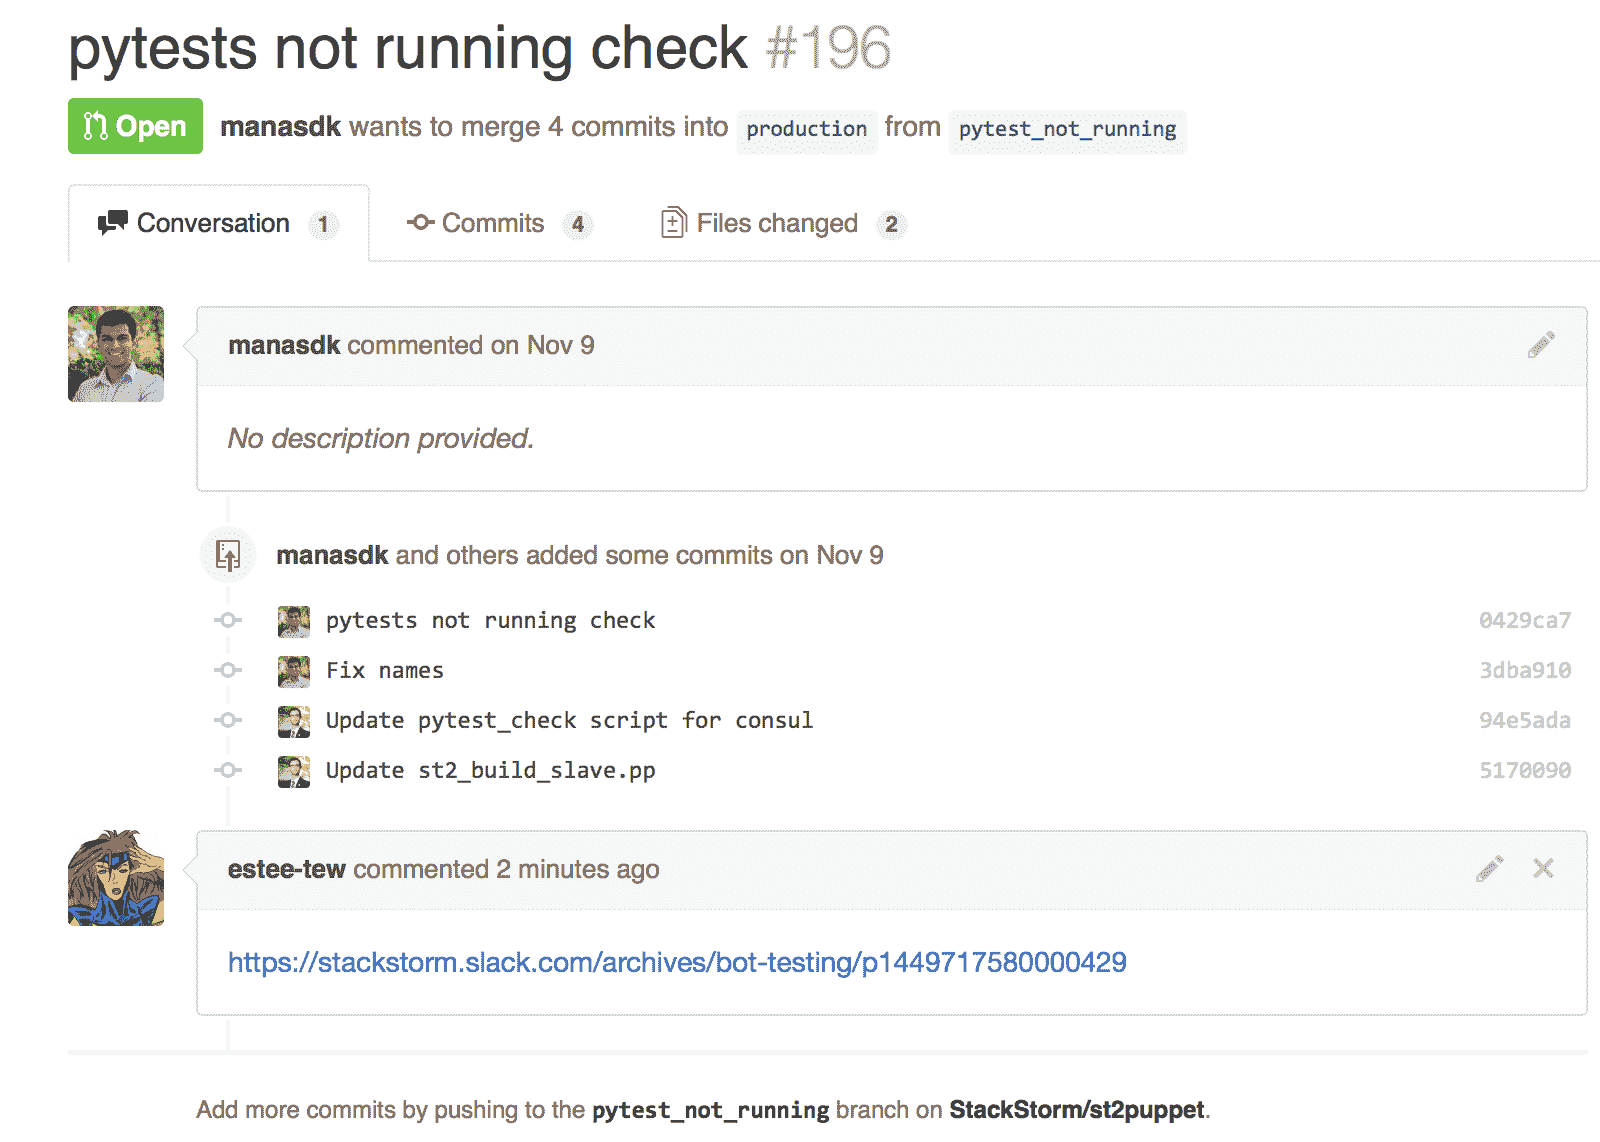 pytests not running check #196
Open manasdk wants to merge 4 commits into production from pytest_not_running
Conversation 1 Commits 4 Files changed 2
manasdk commented on Nov 9
No description provided.
manasdk and others added some commits on Nov 9
pytests not running check 0429ca7
Fix names 3dba910
Update pytest_check script for consul 94e5ada
Update st2_build_slave.pp 5170090
estee-tew commented 2 minutes ago
https://stackstorm.slack.com/archives/bot-testing/p1449717580000429
Add more commits by pushing to the pytest_not_running branch on StackStorm/st2puppet.